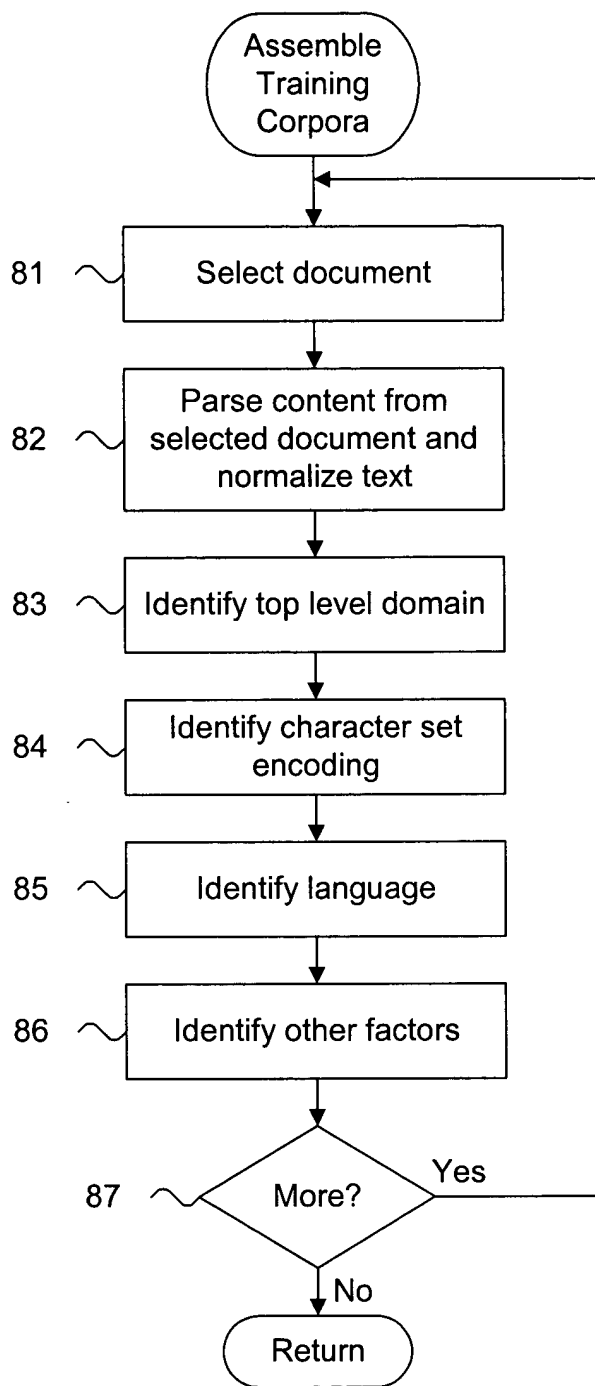 Assemble
Training
Corpora
81
Select document
82
Parse content from
selected document and
normalize text
83
Identify top level domain
84
Identify character set
encoding
85
Identify language
86
Identify other factors
87
More?
Yes
No
Return